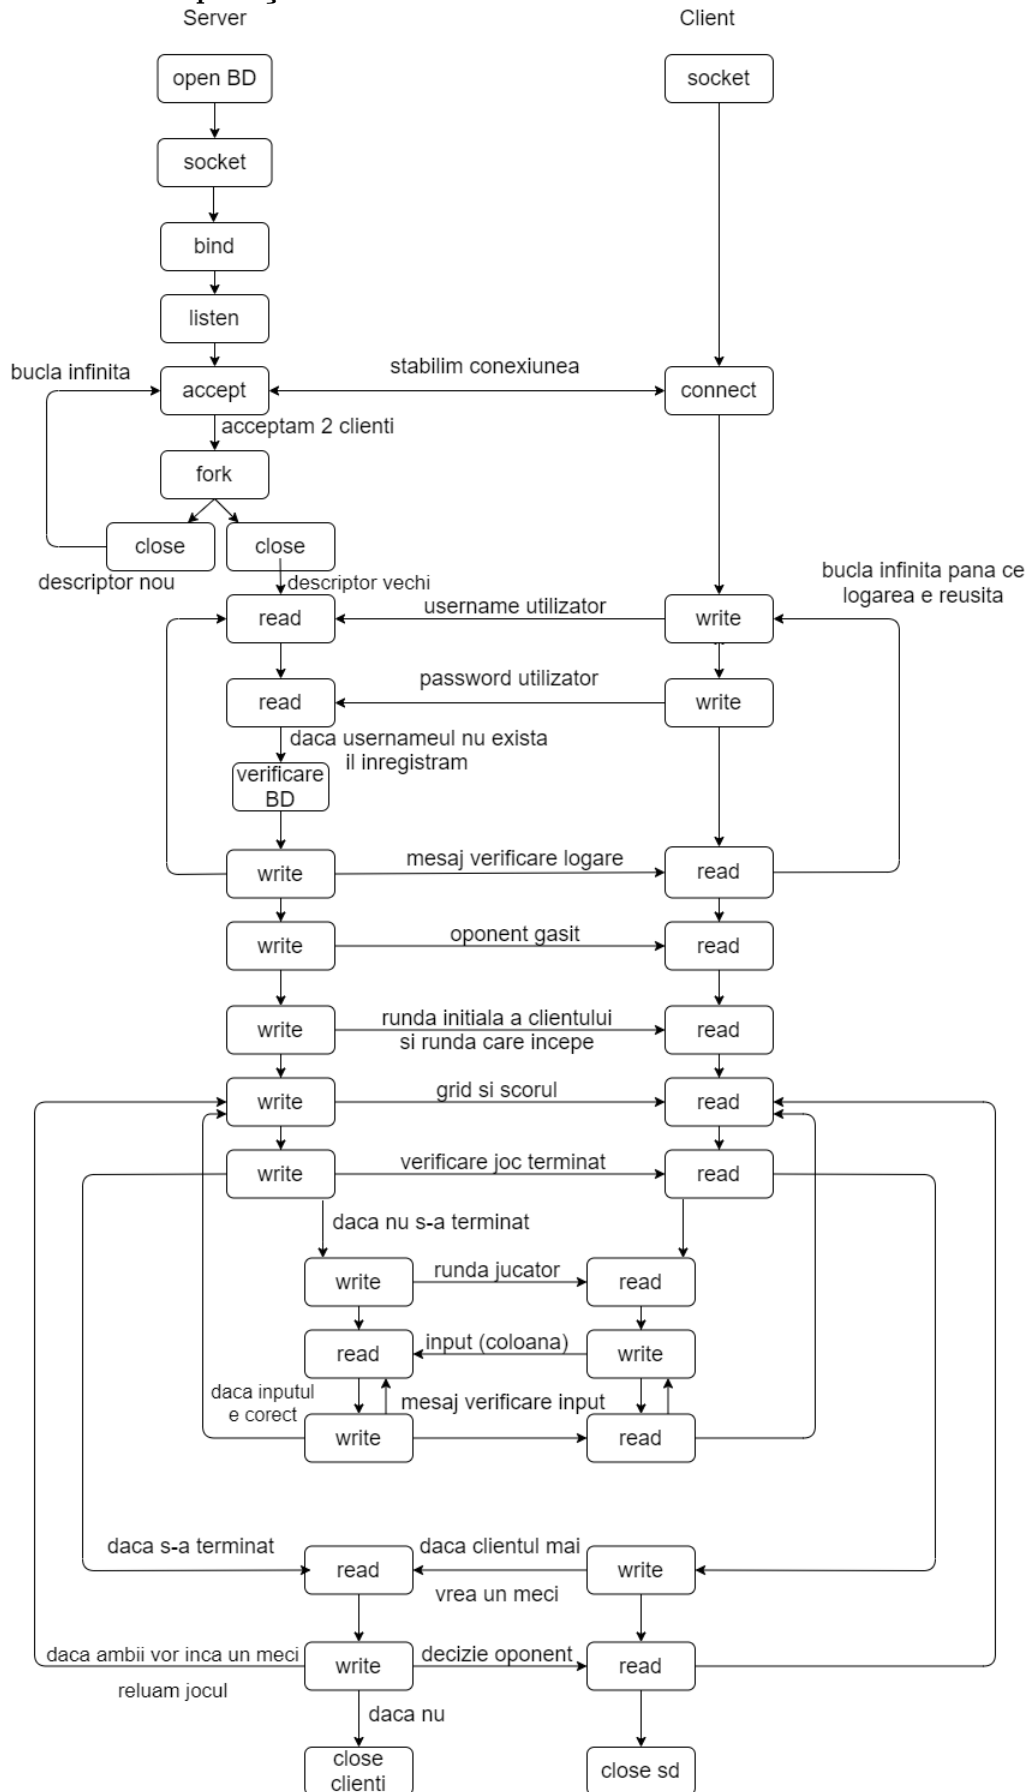 Server
Client
open BD
socket
socket
bind
listen
bucla infinita
stabilim conexiunea
accept
connect
acceptam 2 clienti
fork
close
close
descriptor nou
descriptor vechi
bucla infinita pana ce
logarea e reusita
read
username utilizator
write
read
password utilizator
write
daca usernameul nu exista
il inregistram
verificare
BD
write
mesaj verificare logare
read
write
oponent gasit
read
write
runda initiala a clientului
si runda care incepe
read
write
grid si scorul
read
write
verificare joc terminat
read
daca nu s-a terminat
write
runda jucator
read
read
input (coloana)
write
daca inputul
e corect
mesaj verificare input
write
read
daca s-a terminat
read
daca clientul mai
vrea un meci
write
daca ambii vor inca un meci
reluam jocul
write
decizie oponent
read
daca nu
close
clienti
close sd